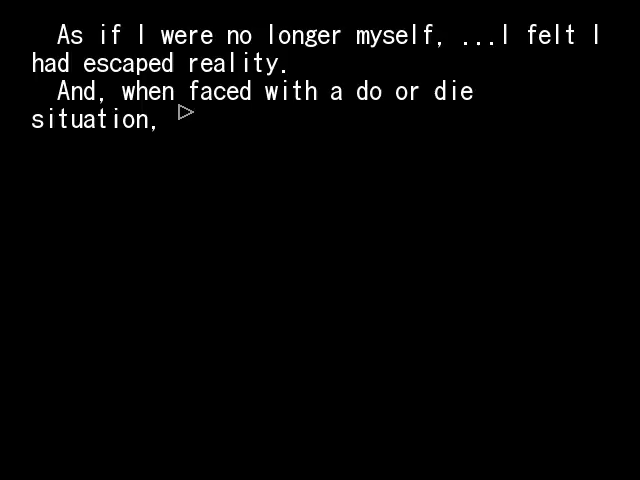 As if I were no longer myself, ...I felt I
had escaped reality.
And, when faced with a do or die
situation,